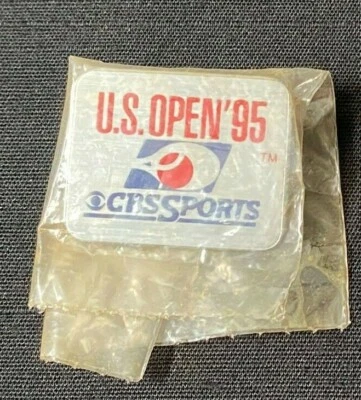 U.S. OPEN '95
TM
CBS SPORTS